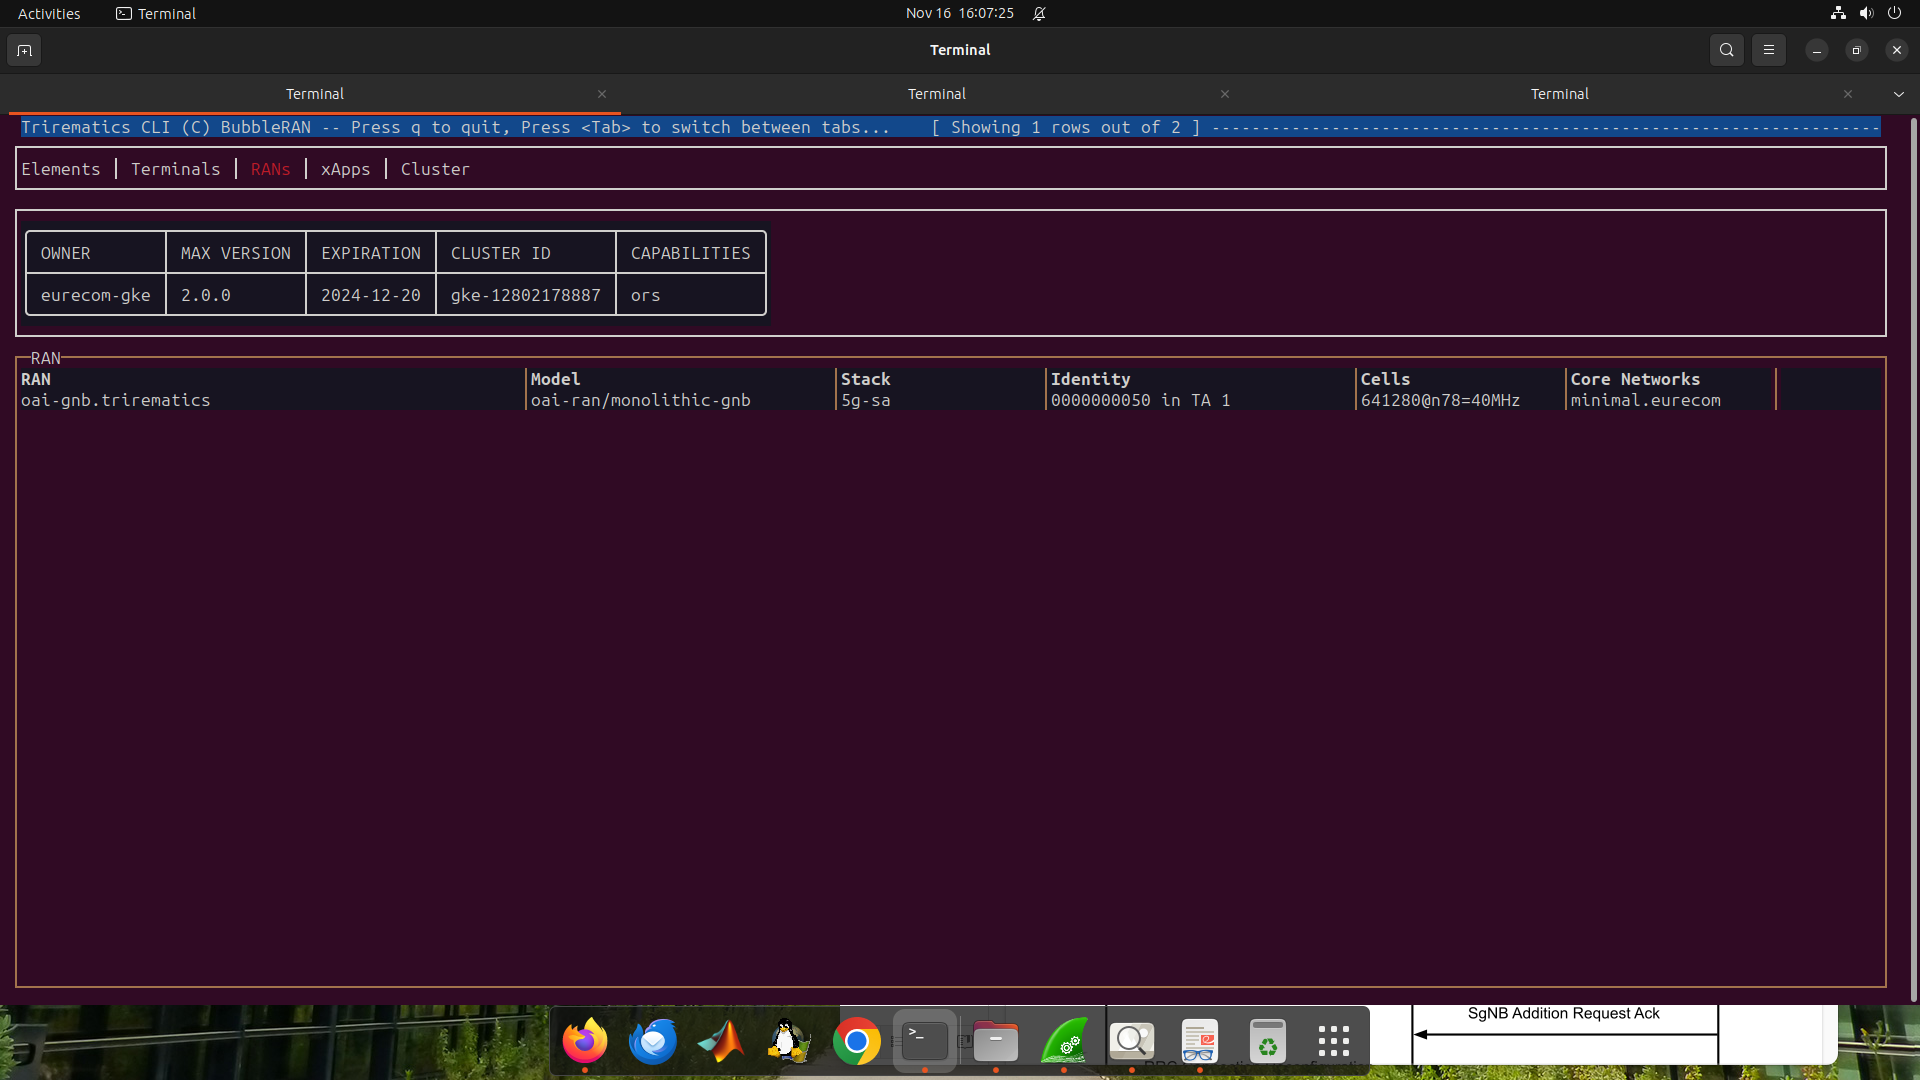 Activities Terminal Nov 16 16:07:25
Terminal
Terminal Terminal Terminal
Trirematics CLI (C) BubbleRAN -- Press q to quit, Press <Tab> to switch between tabs... [ Showing 1 rows out of 2 ] -------------------------------------------------------------------
Elements | Terminals | RANs | xApps | Cluster
OWNER MAX VERSION EXPIRATION CLUSTER ID CAPABILITIES
eurecom-gke 2.0.0 2024-12-20 gke-12802178887 ors
RAN
RAN Model Stack Identity Cells Core Networks
oai-gnb.trirematics oai-ran/monolithic-gnb 5g-sa 0000000050 in TA 1 641280@n78=40MHz minimal.eurecom
SgNB Addition Request Ack